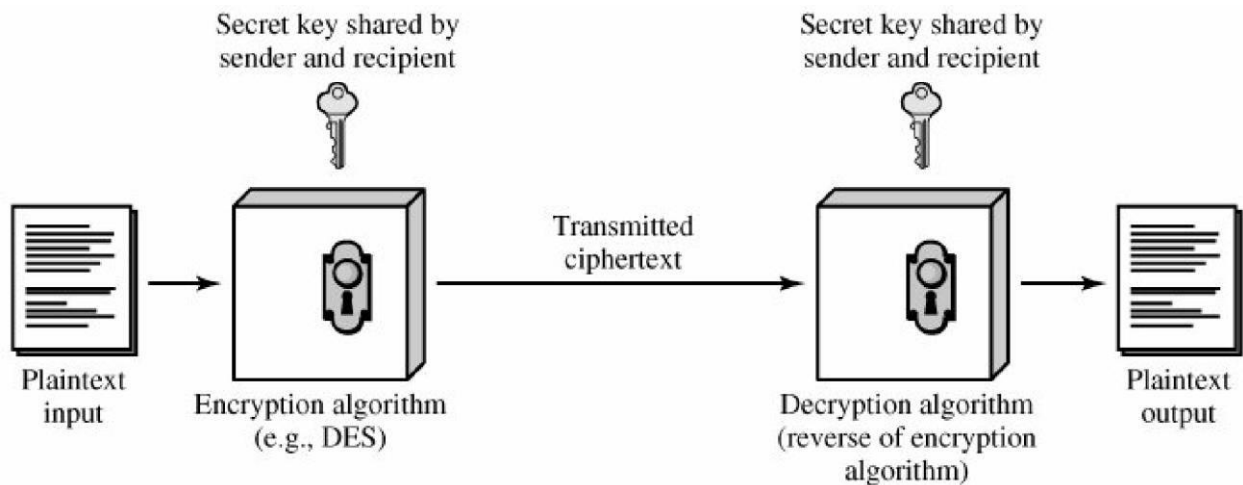 Secret key shared by
sender and recipient
Secret key shared by
sender and recipient
Transmitted
ciphertext
Plaintext
input
Encryption algorithm
(e.g., DES)
Decryption algorithm
(reverse of encryption
algorithm)
Plaintext
output